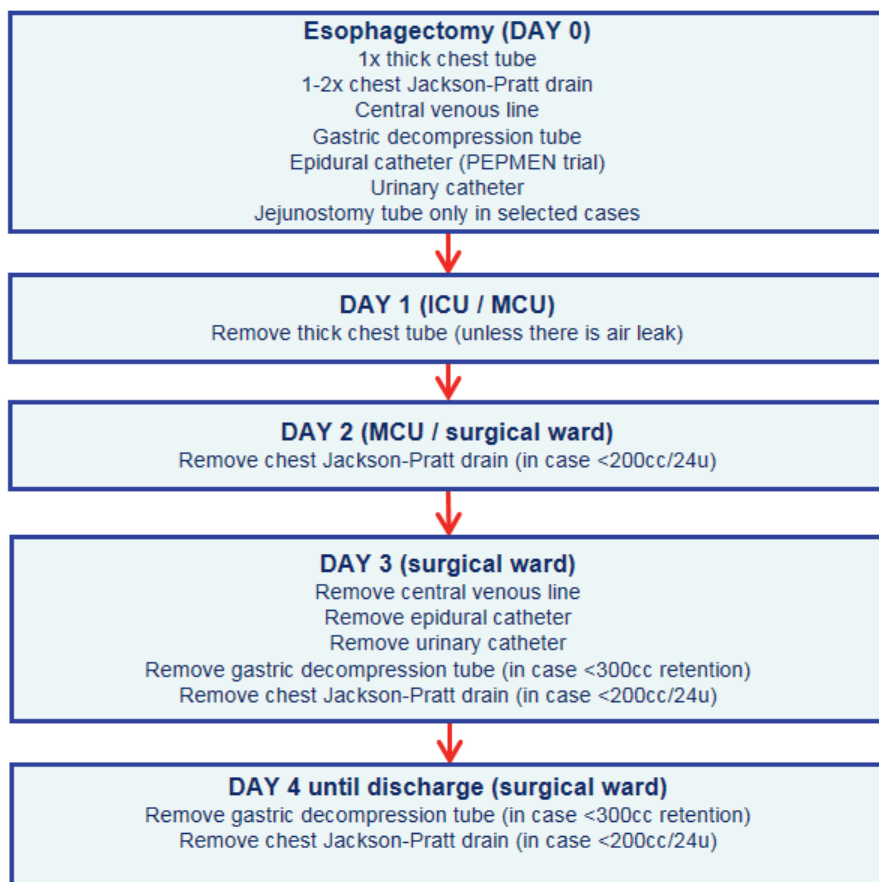 Esophagectomy (DAY 0)
1x thick chest tube
1-2x chest Jackson-Pratt drain
Central venous line
Gastric decompression tube
Epidural catheter (PEPMEN trial)
Urinary catheter
Jejunostomy tube only in selected cases
DAY 1 (ICU / MCU)
Remove thick chest tube (unless there is air leak)
DAY 2 (MCU / surgical ward)
Remove chest Jackson-Pratt drain (in case <200cc/24u)
DAY 3 (surgical ward)
Remove central venous line
Remove epidural catheter
Remove urinary catheter
Remove gastric decompression tube (in case <300cc retention)
Remove chest Jackson-Pratt drain (in case <200cc/24u)
DAY 4 until discharge (surgical ward)
Remove gastric decompression tube (in case <300cc retention)
Remove chest Jackson-Pratt drain (in case <200cc/24u)